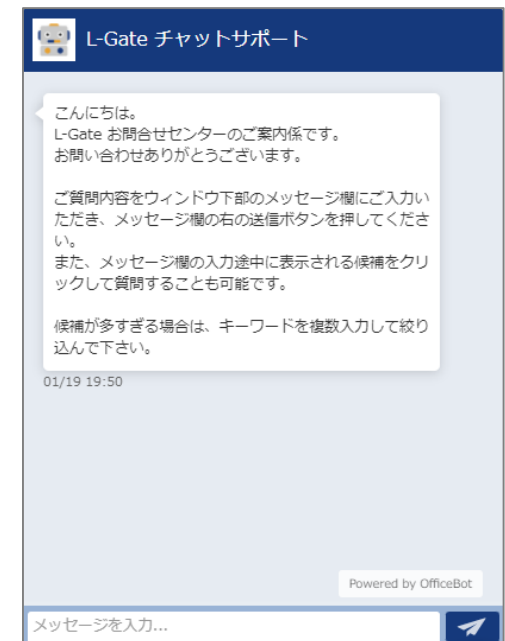 L-Gate チャットサポート
こんにちは。
L-Gate お問合せセンターのご案内係です。
お問い合わせありがとうございます。
ご質問内容をウィンドウ下部のメッセージ欄にご入力い
ただき、メッセージ欄の右の送信ボタンを押してくださ
い。
また、メッセージ欄の入力途中に表示される候補をクリ
ックして質問することも可能です。
候補が多すぎる場合は、キーワードを複数入力して絞り
込んで下さい。
01/19 19:50
Powered by OfficeBot
メッセージを入力...